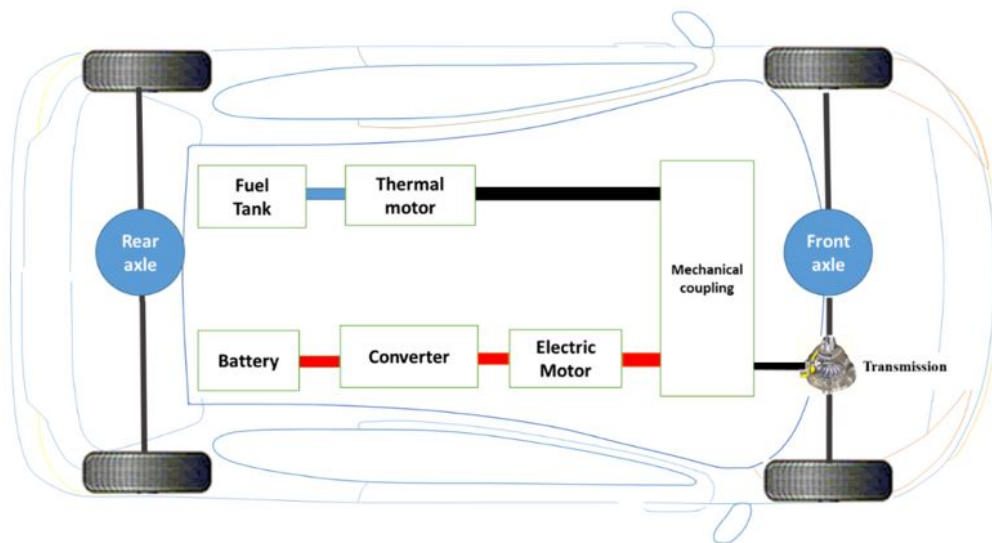 Fuel
Tank
Thermal
motor
Rear
axle
Mechanical
coupling
Front
axle
Battery
Converter
Electric
Motor
Transmission